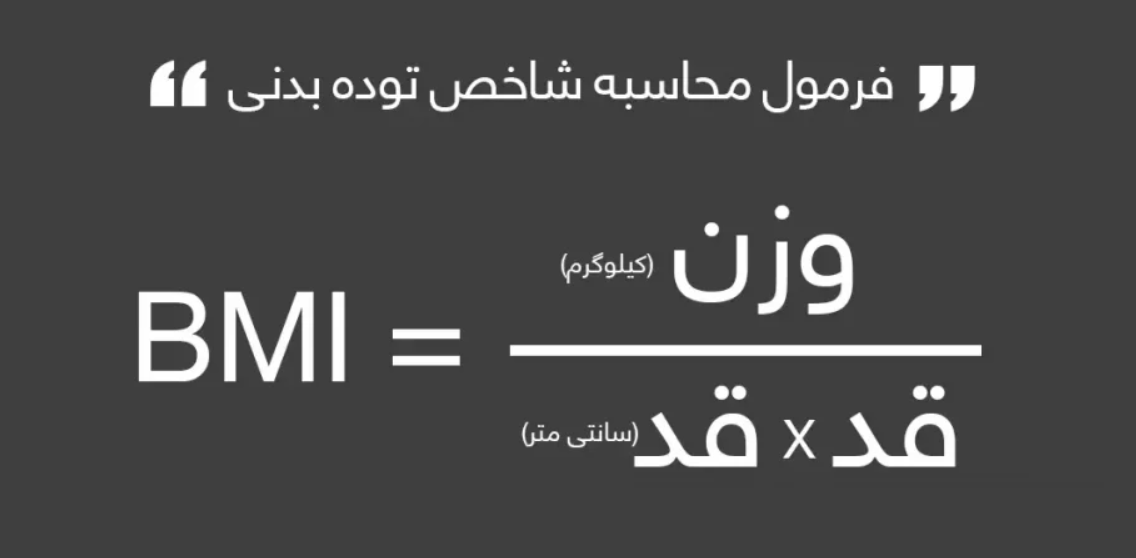 ” فرمول محاسبه شاخص توده بدنی “
BMI = وزن (کیلوگرم)
قد x قد (سانتی متر)